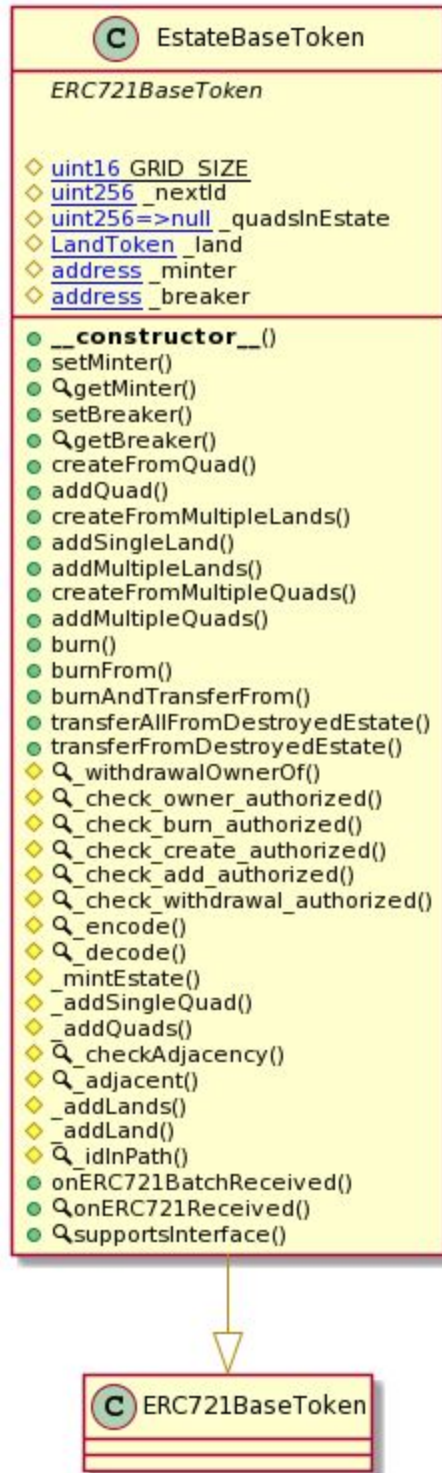 C EstateBaseToken
ERC721BaseToken
uint16 GRID_SIZE
uint256 _nextId
uint256=>null _quadsInEstate
LandToken _land
address _minter
address _breaker
__constructor__()
setMinter()
getMinter()
setBreaker()
getBreaker()
createFromQuad()
addQuad()
createFromMultipleLands()
addSingleLand()
addMultipleLands()
createFromMultipleQuads()
addMultipleQuads()
burn()
burnFrom()
burnAndTransferFrom()
transferAllFromDestroyedEstate()
transferFromDestroyedEstate()
_withdrawalOwnerOf()
_check_owner_authorized()
_check_burn_authorized()
_check_create_authorized()
_check_add_authorized()
_check_withdrawal_authorized()
_encode()
_decode()
_mintEstate()
_addSingleQuad()
_addQuads()
_checkAdjacency()
_adjacent()
_addLands()
_addLand()
_idInPath()
onERC721BatchReceived()
onERC721Received()
supportsInterface()
C ERC721BaseToken